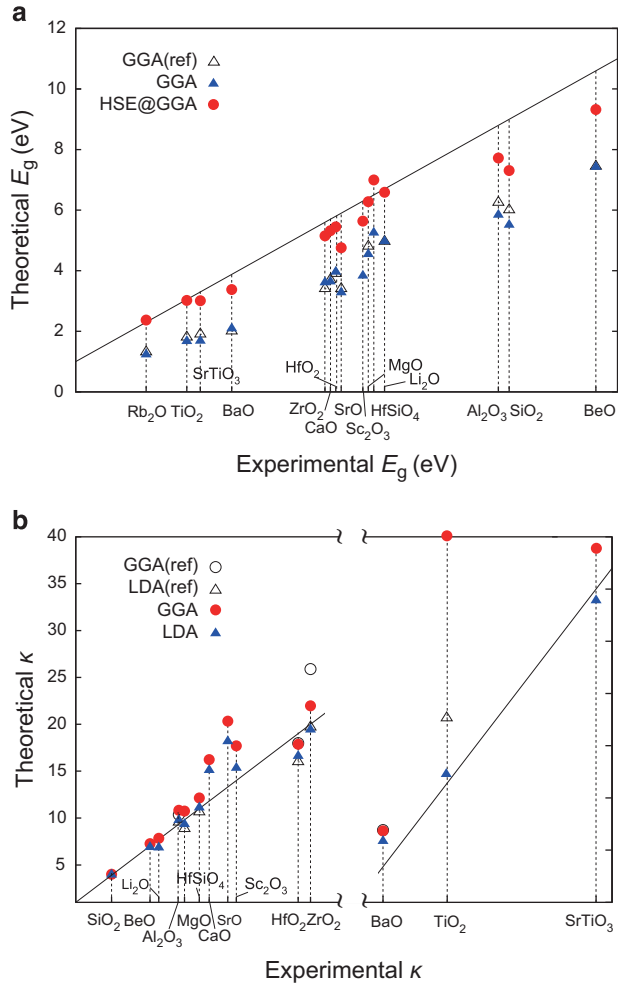 a
12
10
8
6
4
2
0
Theoretical Eg (eV)
GGA(ref)
GGA
HSE@GGA
SrTiO₃
HfO₂
MgO
Li₂O
Rb₂O TiO₂ BaO ZrO₂ SrO HfSiO₄ Al₂O₃ SiO₂ BeO
CaO Sc₂O₃
Experimental Eg (eV)
b
40
35
30
25
20
15
10
5
Theoretical κ
GGA(ref)
LDA(ref)
GGA
LDA
Li₂O HfSiO₄ Sc₂O₃
SiO₂ BeO MgO SrO HfO₂ ZrO₂ BaO TiO₂ SrTiO₃
Al₂O₃ CaO
Experimental κ